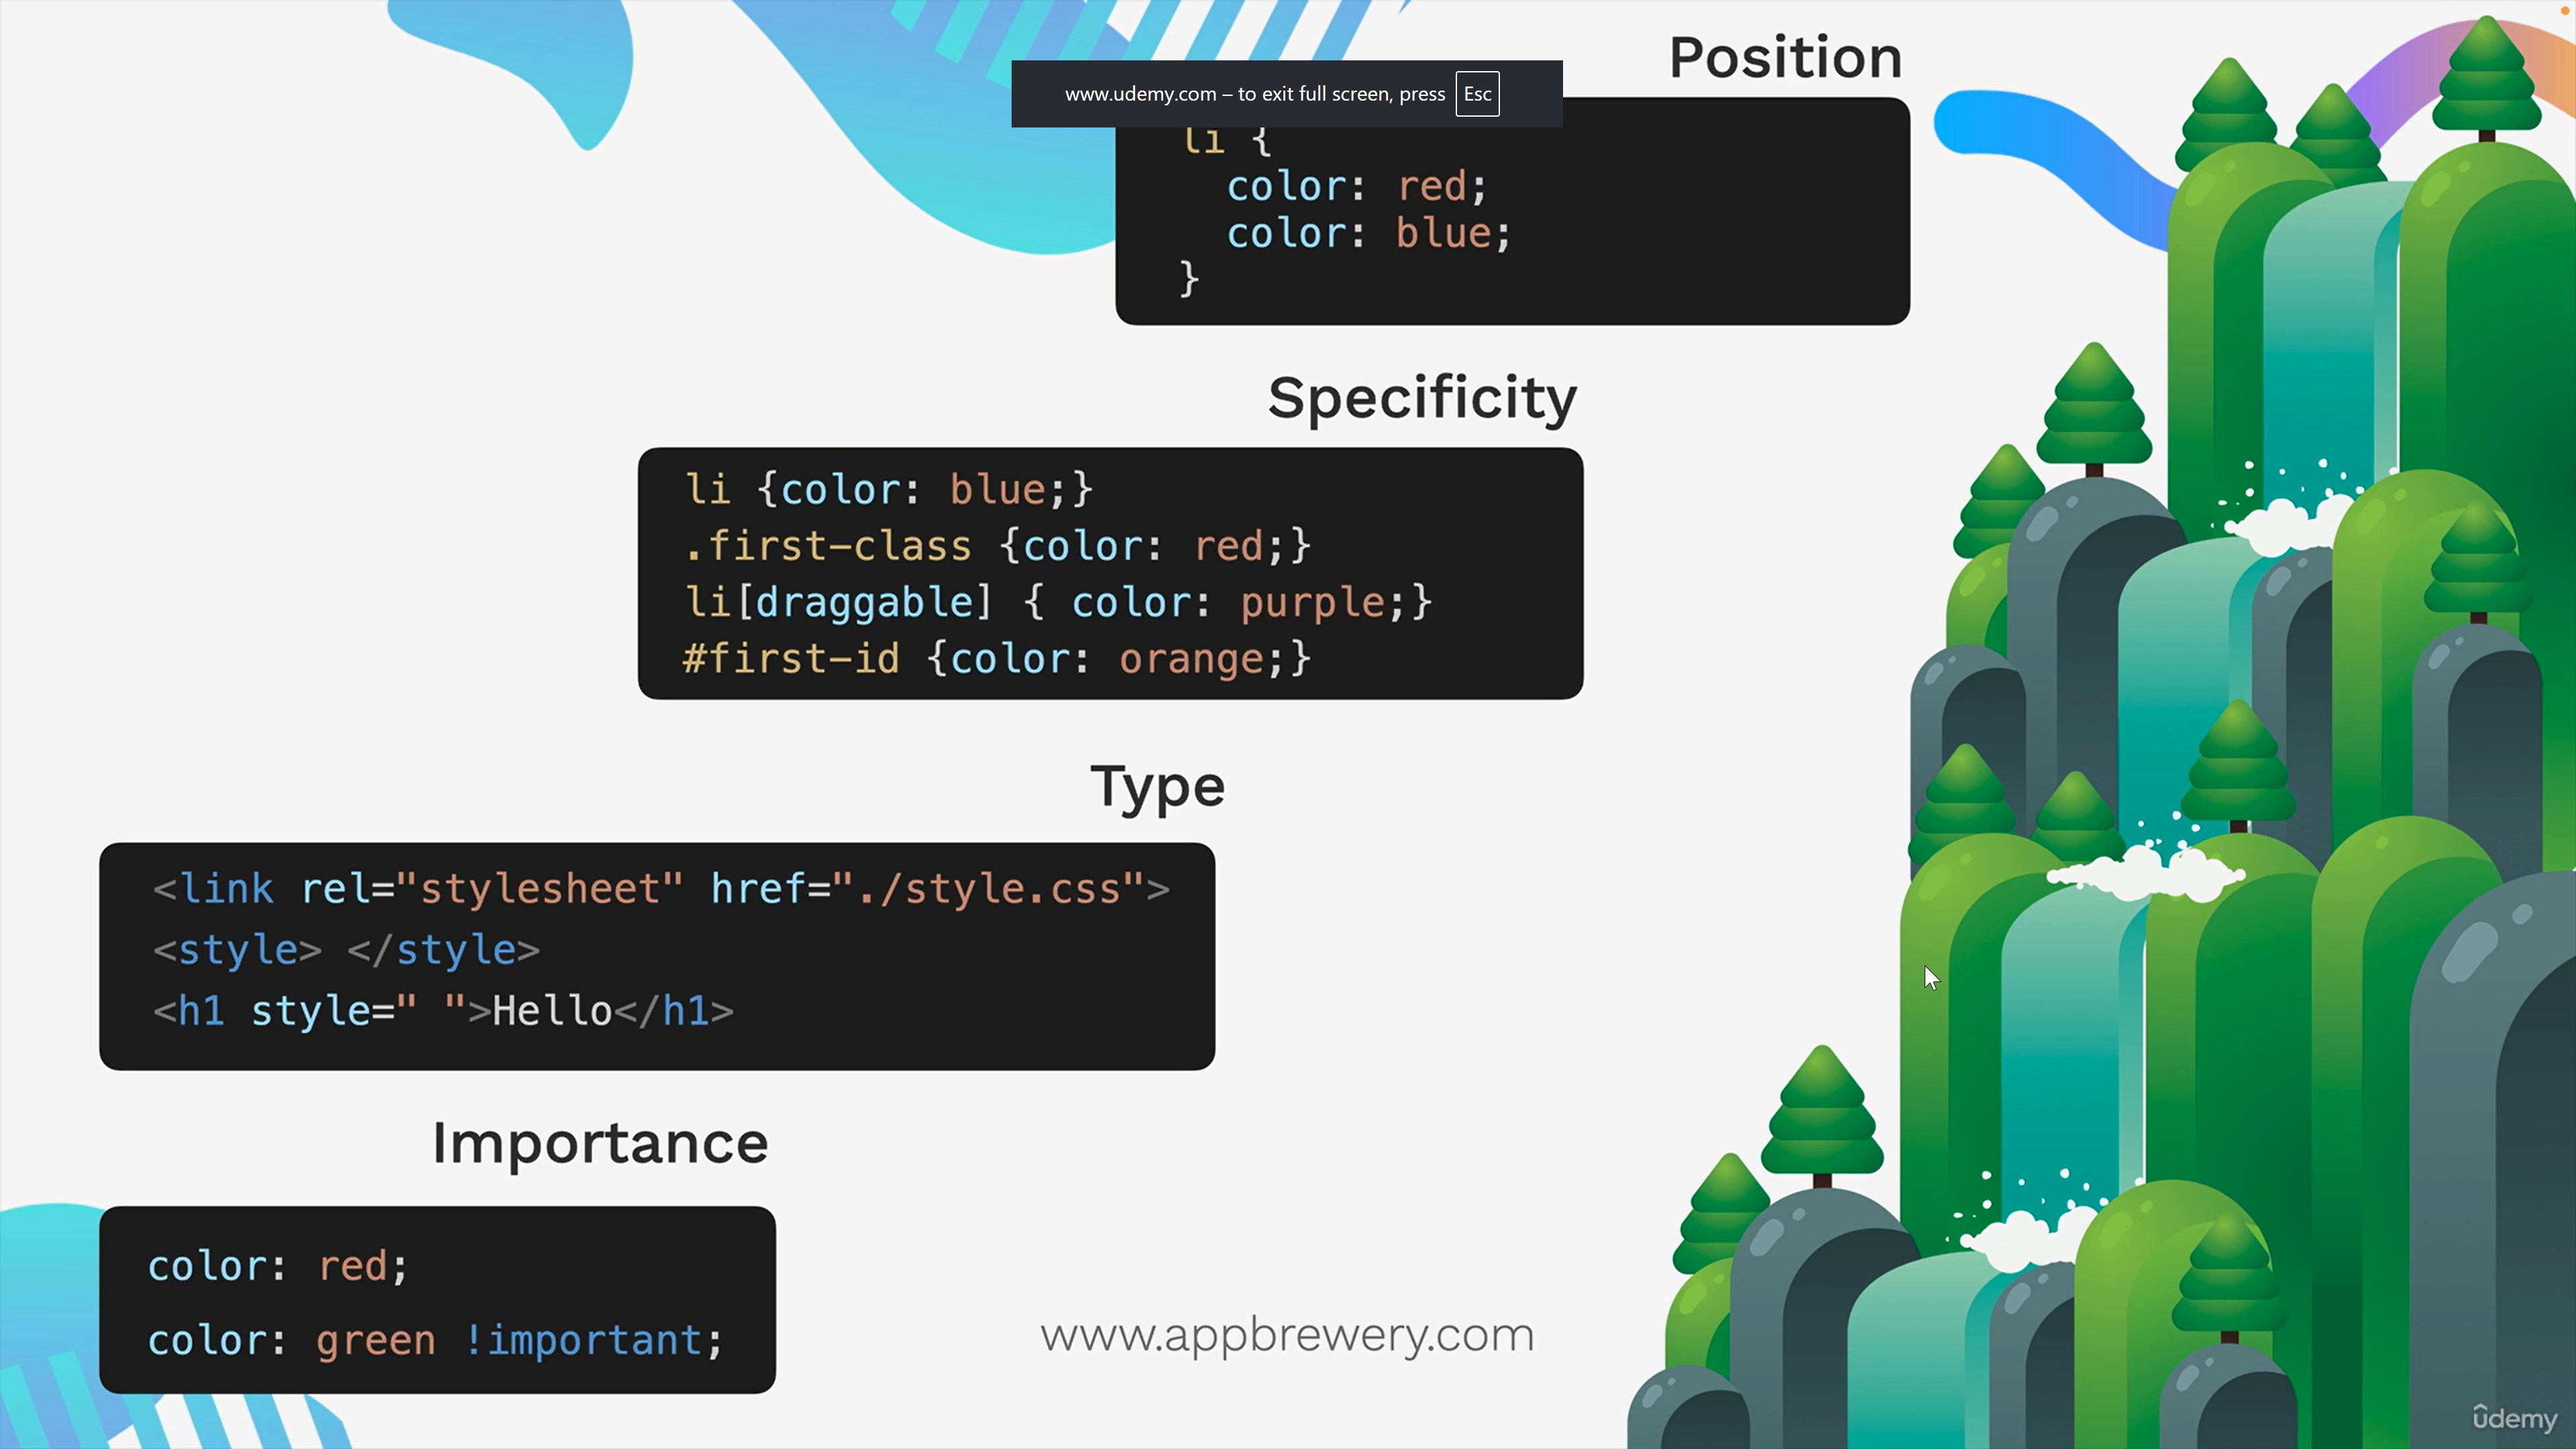 Position
www.udemy.com – to exit full screen, press Esc
li {
color: red;
color: blue;
}
Specificity
li {color: blue;}
.first-class {color: red;}
li[draggable] { color: purple;}
#first-id {color: orange;}
Type
<link rel="stylesheet" href="./style.css">
<style> </style>
<h1 style=" ">Hello</h1>
Importance
color: red;
color: green !important;
www.appbrewery.com
ûdemy